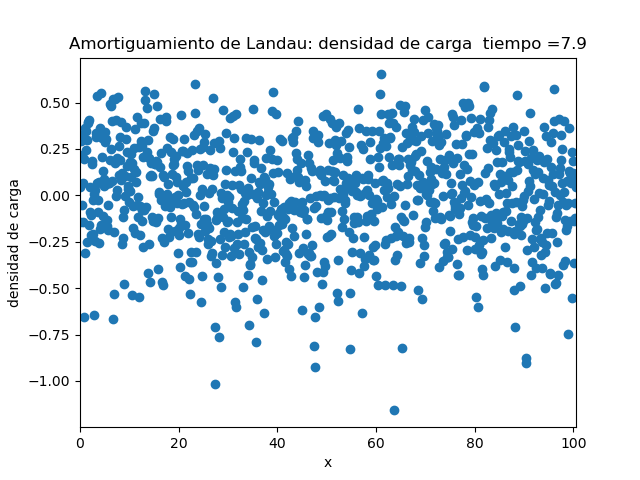 Amortiguamiento de Landau: densidad de carga  tiempo =7.9
densidad de carga
0.50
0.25
0.00
−0.25
−0.50
−0.75
−1.00
0 20 40 60 80 100
x